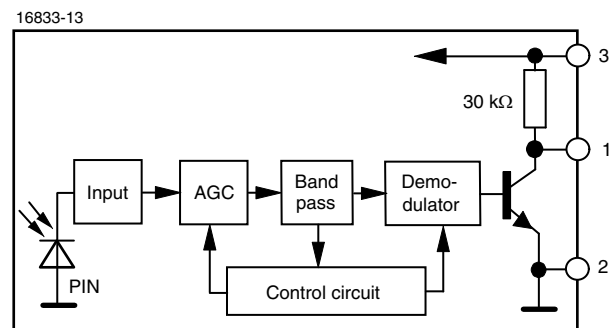 16833-13
3
30 kΩ
1
Input
AGC
Band
pass
Demo-
dulator
2
PIN
Control circuit